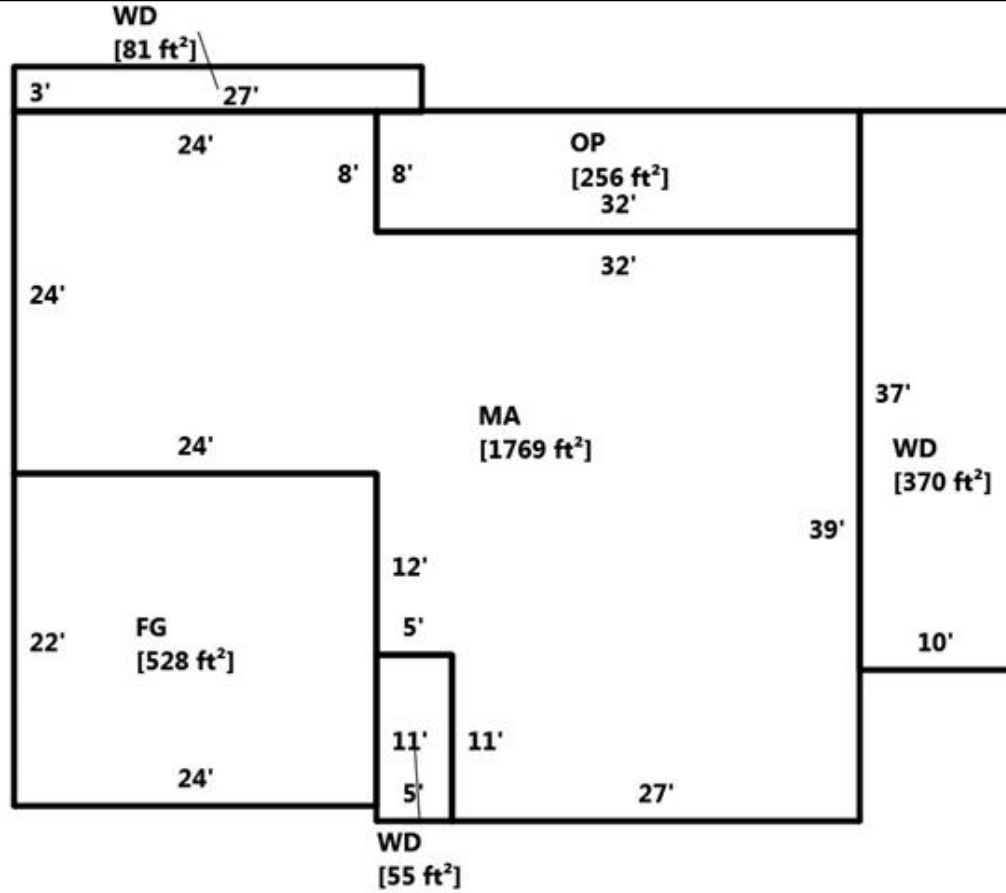 WD
[81 ft²]
3'
27'
24'
8'
8'
OP
[256 ft²]
32'
32'
24'
MA
[1769 ft²]
37'
WD
[370 ft²]
24'
39'
12'
5'
22'
FG
[528 ft²]
10'
11'
11'
24'
5'
27'
WD
[55 ft²]